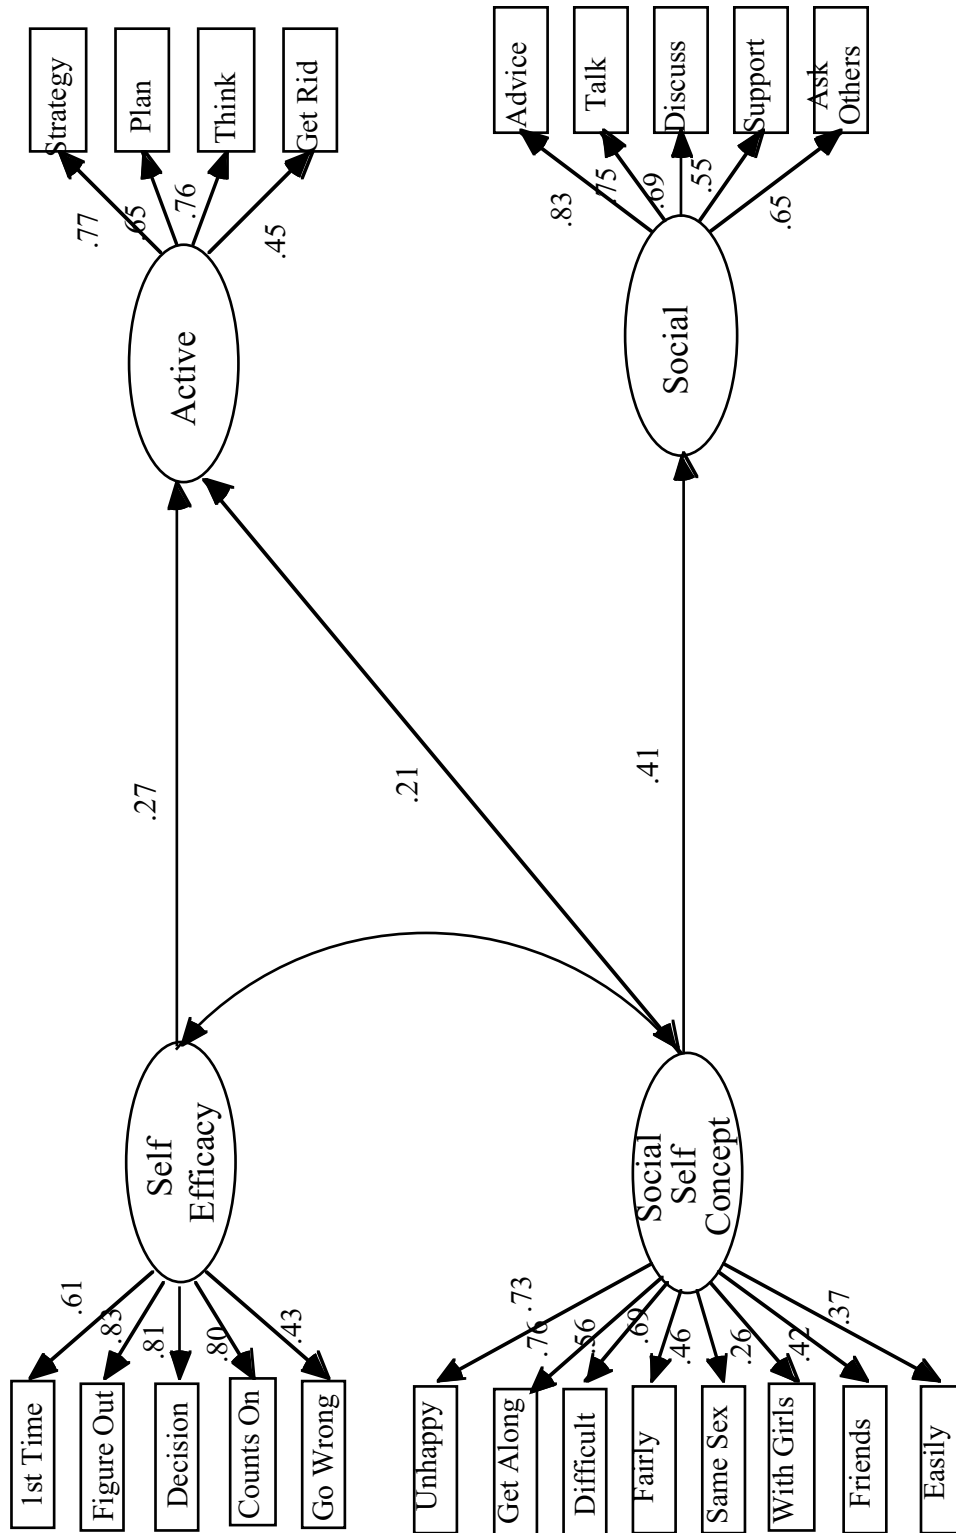 1st Time
Figure Out
Decision
Counts On
Go Wrong
.61
.83
.81
.80
.43
Self
Efficacy
.27
Active
.77
.65
.76
.45
Strategy
Plan
Think
Get Rid
.21
Unhappy
Get Along
Difficult
Fairly
Same Sex
With Girls
Friends
Easily
.73
.76
.56
.69
.46
.26
.42
.37
Social
Self
Concept
.41
Social
.83
.75
.69
.55
.65
Advice
Talk
Discuss
Support
Ask
Others